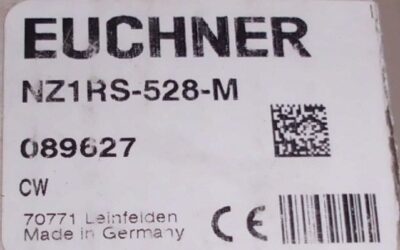 EUCHNER
NZ1RS-528-M
089627
CW
70771 Leinfelden
Made in Germany
CE